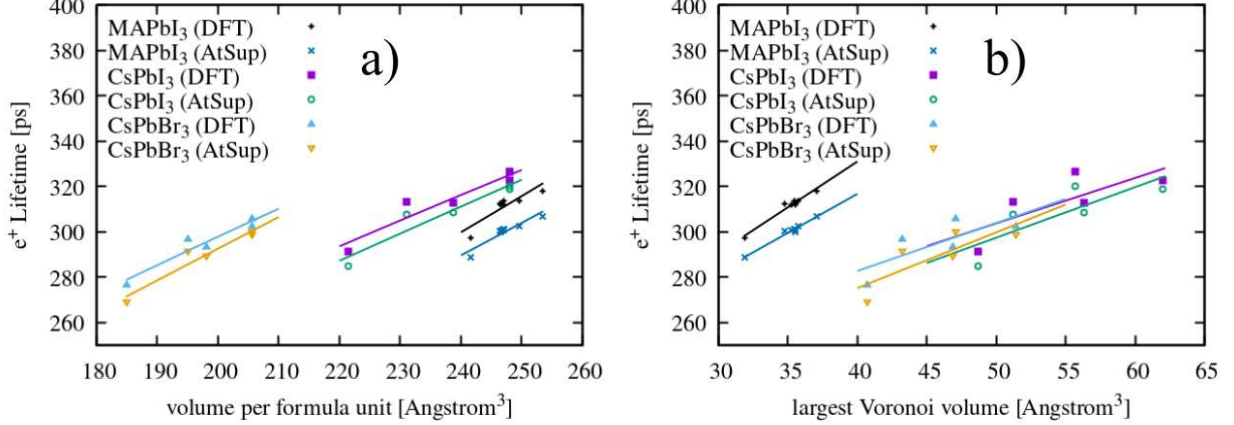 400
380
360
340
320
300
280
260
e⁺ Lifetime [ps]
MAPbI₃ (DFT)
MAPbI₃ (AtSup)
CsPbI₃ (DFT)
CsPbI₃ (AtSup)
CsPbBr₃ (DFT)
CsPbBr₃ (AtSup)
a)
180 190 200 210 220 230 240 250 260
volume per formula unit [Angstrom³]
400
380
360
340
320
300
280
260
e⁺ Lifetime [ps]
MAPbI₃ (DFT)
MAPbI₃ (AtSup)
CsPbI₃ (DFT)
CsPbI₃ (AtSup)
CsPbBr₃ (DFT)
CsPbBr₃ (AtSup)
b)
30 35 40 45 50 55 60 65
largest Voronoi volume [Angstrom³]